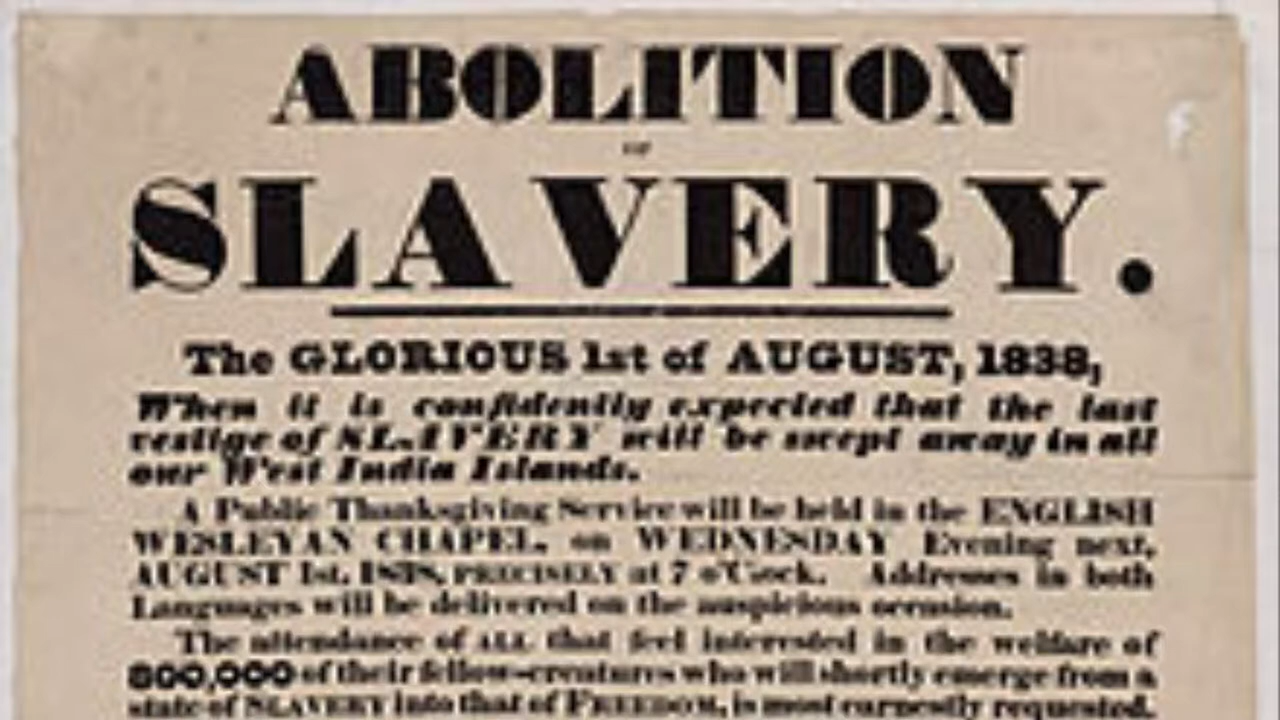 ABOLITION
OF
SLAVERY.
The GLORIOUS 1st of AUGUST, 1838,
When it is confidently expected that the last
vestige of SLAVERY will be swept away in all
our West India Islands.
A Public Thanksgiving Service will be held in the ENGLISH
WESLEYAN CHAPEL, on WEDNESDAY Evening next,
AUGUST 1st, 1838, PRECISELY at 7 o'Clock. Addresses in both
Languages will be delivered on the auspicious occasion.
The attendance of ALL that feel interested in the welfare of
800,000 of their fellow-creatures who will shortly emerge from a
state of SLAVERY into that of FREEDOM, is most earnestly requested.